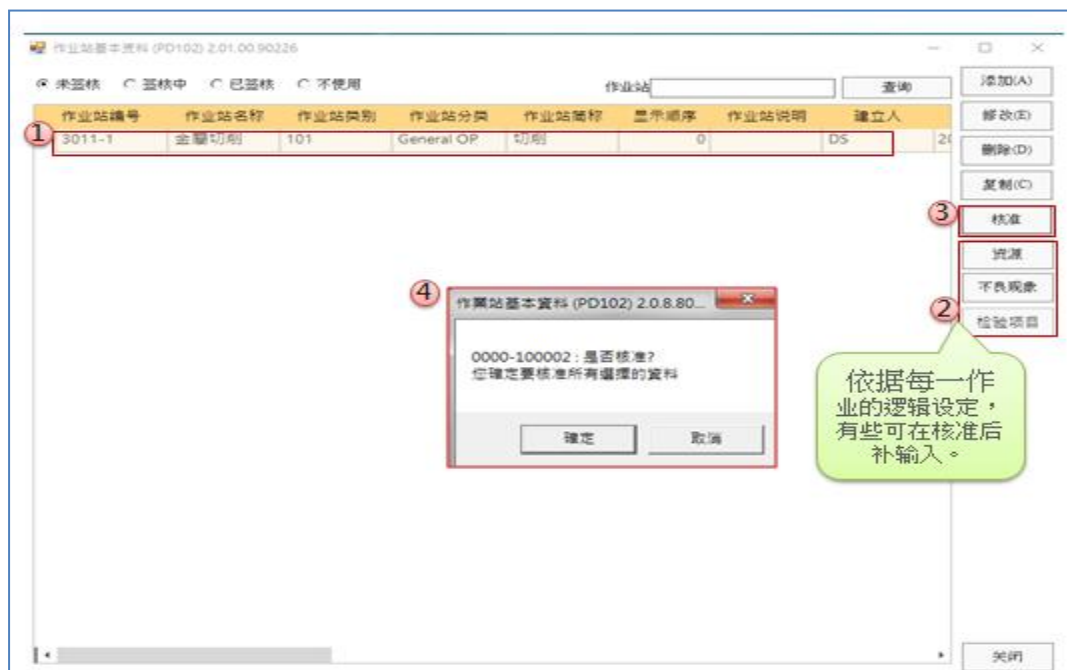 作业站基本资料 (PD102) 2.01.00.90226
未签核 签核中 已签核 不使用 作业站 查询 添加(A)
作业站编号 作业站名称 作业站类别 作业站分类 作业站简称 显示顺序 作业站说明 建立人 修改(E)
1
3011-1 金屬切削 101 General OP 切削 0 DS 20
删除(D)
复制(C)
3
核准
资源
不良现象
2
检验项目
4
作業站基本資料 (PD102) 2.0.8.80...
0000-100002 : 是否核准?
您確定要核准所有選擇的資料
確定 取消
依据每一作
业的逻辑设定，
有些可在核准后
补输入。
关闭